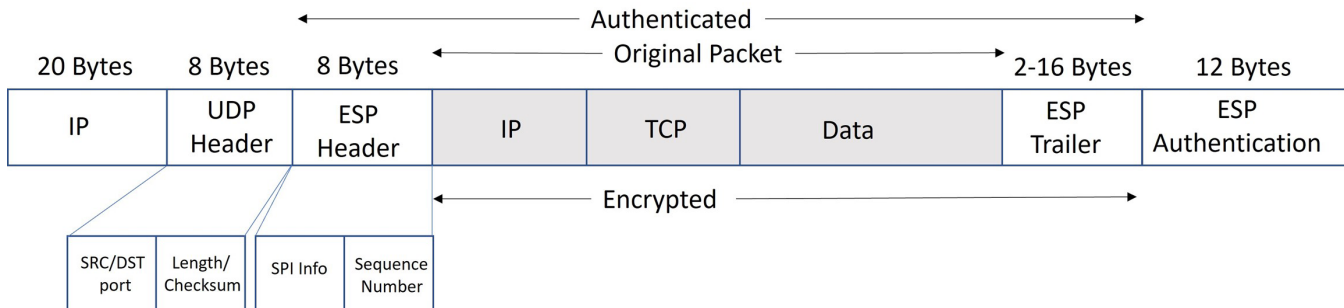 Authenticated
Original Packet
20 Bytes 8 Bytes 8 Bytes 2-16 Bytes 12 Bytes
IP
UDP
Header
ESP
Header
IP
TCP
Data
ESP
Trailer
ESP
Authentication
Encrypted
SRC/DST
port
Length/
Checksum
SPI Info
Sequence
Number